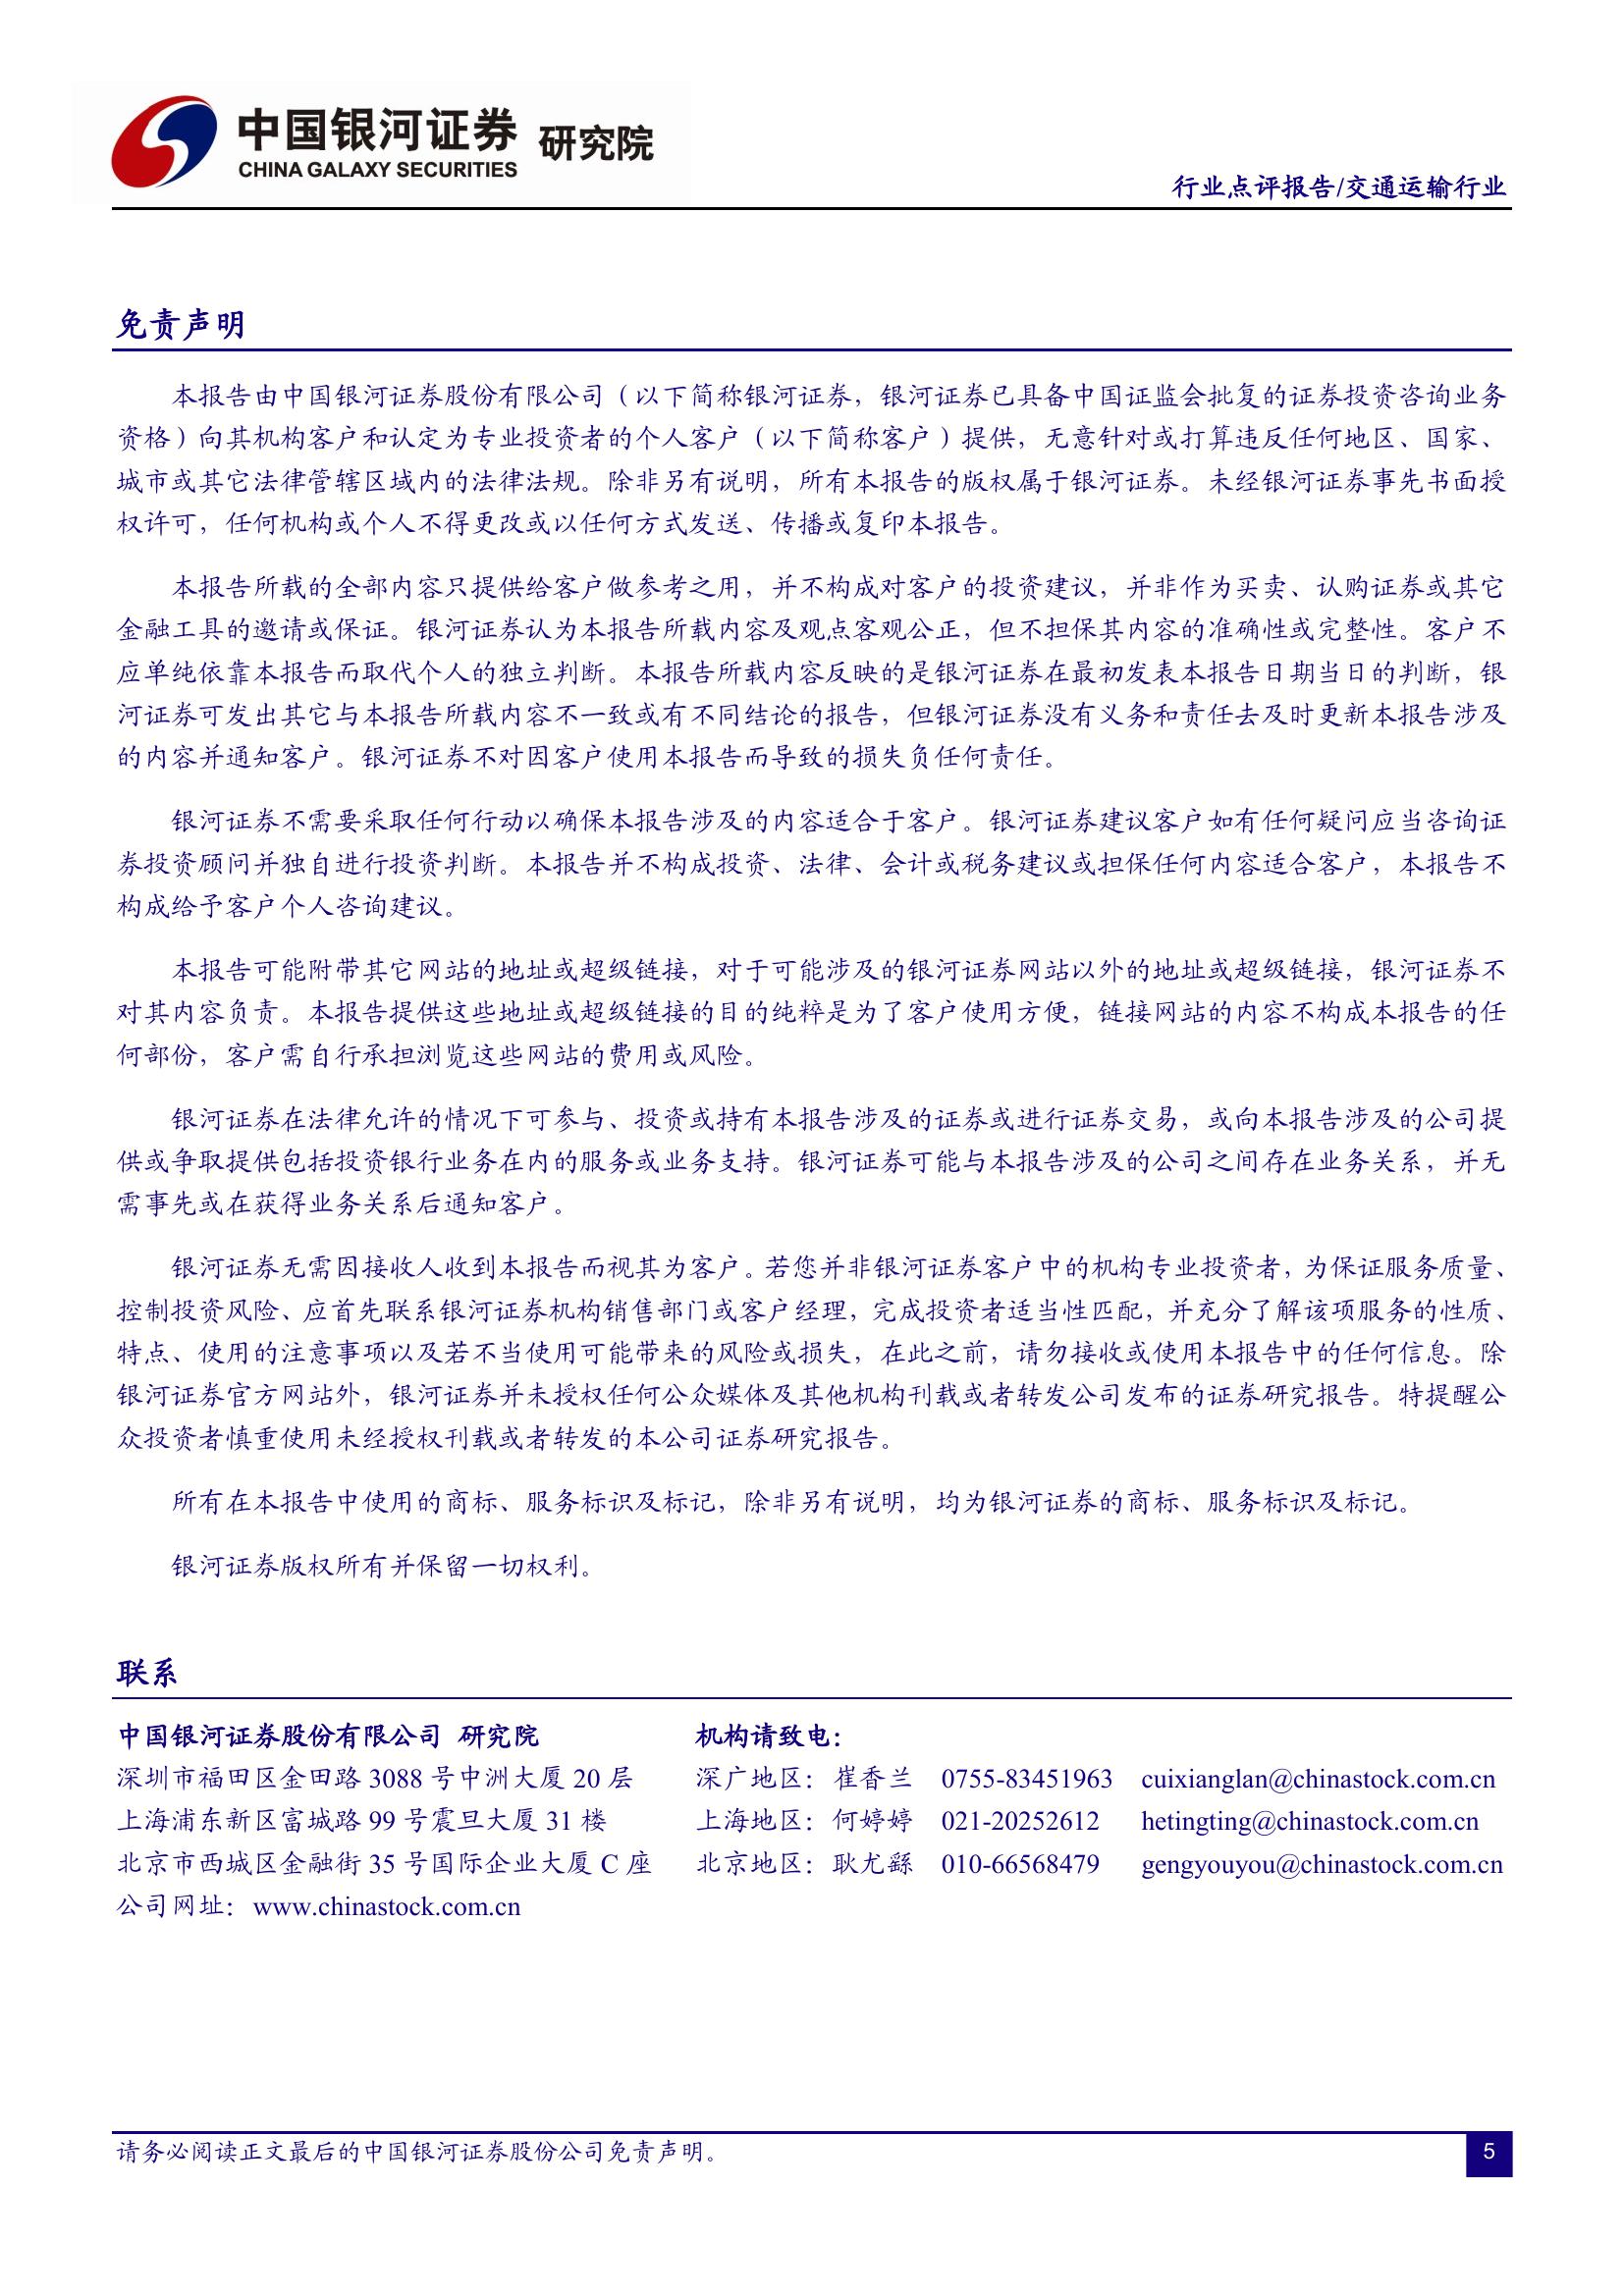 中国银河证券 研究院
CHINA GALAXY SECURITIES
行业点评报告/交通运输行业
免责声明
本报告由中国银河证券股份有限公司（以下简称银河证券，银河证券已具备中国证监会批复的证券投资咨询业务
资格）向其机构客户和认定为专业投资者的个人客户（以下简称客户）提供，无意针对或打算违反任何地区、国家、
城市或其它法律管辖区域内的法律法规。除非另有说明，所有本报告的版权属于银河证券。未经银河证券事先书面授
权许可，任何机构或个人不得更改或以任何方式发送、传播或复印本报告。
本报告所载的全部内容只提供给客户做参考之用，并不构成对客户的投资建议，并非作为买卖、认购证券或其它
金融工具的邀请或保证。银河证券认为本报告所载内容及观点客观公正，但不担保其内容的准确性或完整性。客户不
应单纯依靠本报告而取代个人的独立判断。本报告所载内容反映的是银河证券在最初发表本报告日期当日的判断，银
河证券可发出其它与本报告所载内容不一致或有不同结论的报告，但银河证券没有义务和责任去及时更新本报告涉及
的内容并通知客户。银河证券不对因客户使用本报告而导致的损失负任何责任。
银河证券不需要采取任何行动以确保本报告涉及的内容适合于客户。银河证券建议客户如有任何疑问应当咨询证
券投资顾问并独自进行投资判断。本报告并不构成投资、法律、会计或税务建议或担保任何内容适合客户，本报告不
构成给予客户个人咨询建议。
本报告可能附带其它网站的地址或超级链接，对于可能涉及的银河证券网站以外的地址或超级链接，银河证券不
对其内容负责。本报告提供这些地址或超级链接的目的纯粹是为了客户使用方便，链接网站的内容不构成本报告的任
何部份，客户需自行承担浏览这些网站的费用或风险。
银河证券在法律允许的情况下可参与、投资或持有本报告涉及的证券或进行证券交易，或向本报告涉及的公司提
供或争取提供包括投资银行业务在内的服务或业务支持。银河证券可能与本报告涉及的公司之间存在业务关系，并无
需事先或在获得业务关系后通知客户。
银河证券无需因接收人收到本报告而视其为客户。若您并非银河证券客户中的机构专业投资者，为保证服务质量、
控制投资风险、应首先联系银河证券机构销售部门或客户经理，完成投资者适当性匹配，并充分了解该项服务的性质、
特点、使用的注意事项以及若不当使用可能带来的风险或损失，在此之前，请勿接收或使用本报告中的任何信息。除
银河证券官方网站外，银河证券并未授权任何公众媒体及其他机构刊载或者转发公司发布的证券研究报告。特提醒公
众投资者慎重使用未经授权刊载或者转发的本公司证券研究报告。
所有在本报告中使用的商标、服务标识及标记，除非另有说明，均为银河证券的商标、服务标识及标记。
银河证券版权所有并保留一切权利。
联系
中国银河证券股份有限公司 研究院 机构请致电：
深圳市福田区金田路 3088 号中洲大厦 20 层 深广地区：崔香兰 0755-83451963 cuixianglan@chinastock.com.cn
上海浦东新区富城路 99 号震旦大厦 31 楼 上海地区：何婷婷 021-20252612 hetingting@chinastock.com.cn
北京市西城区金融街 35 号国际企业大厦 C 座 北京地区：耿尤繇 010-66568479 gengyouyou@chinastock.com.cn
公司网址：www.chinastock.com.cn
请务必阅读正文最后的中国银河证券股份公司免责声明。
5